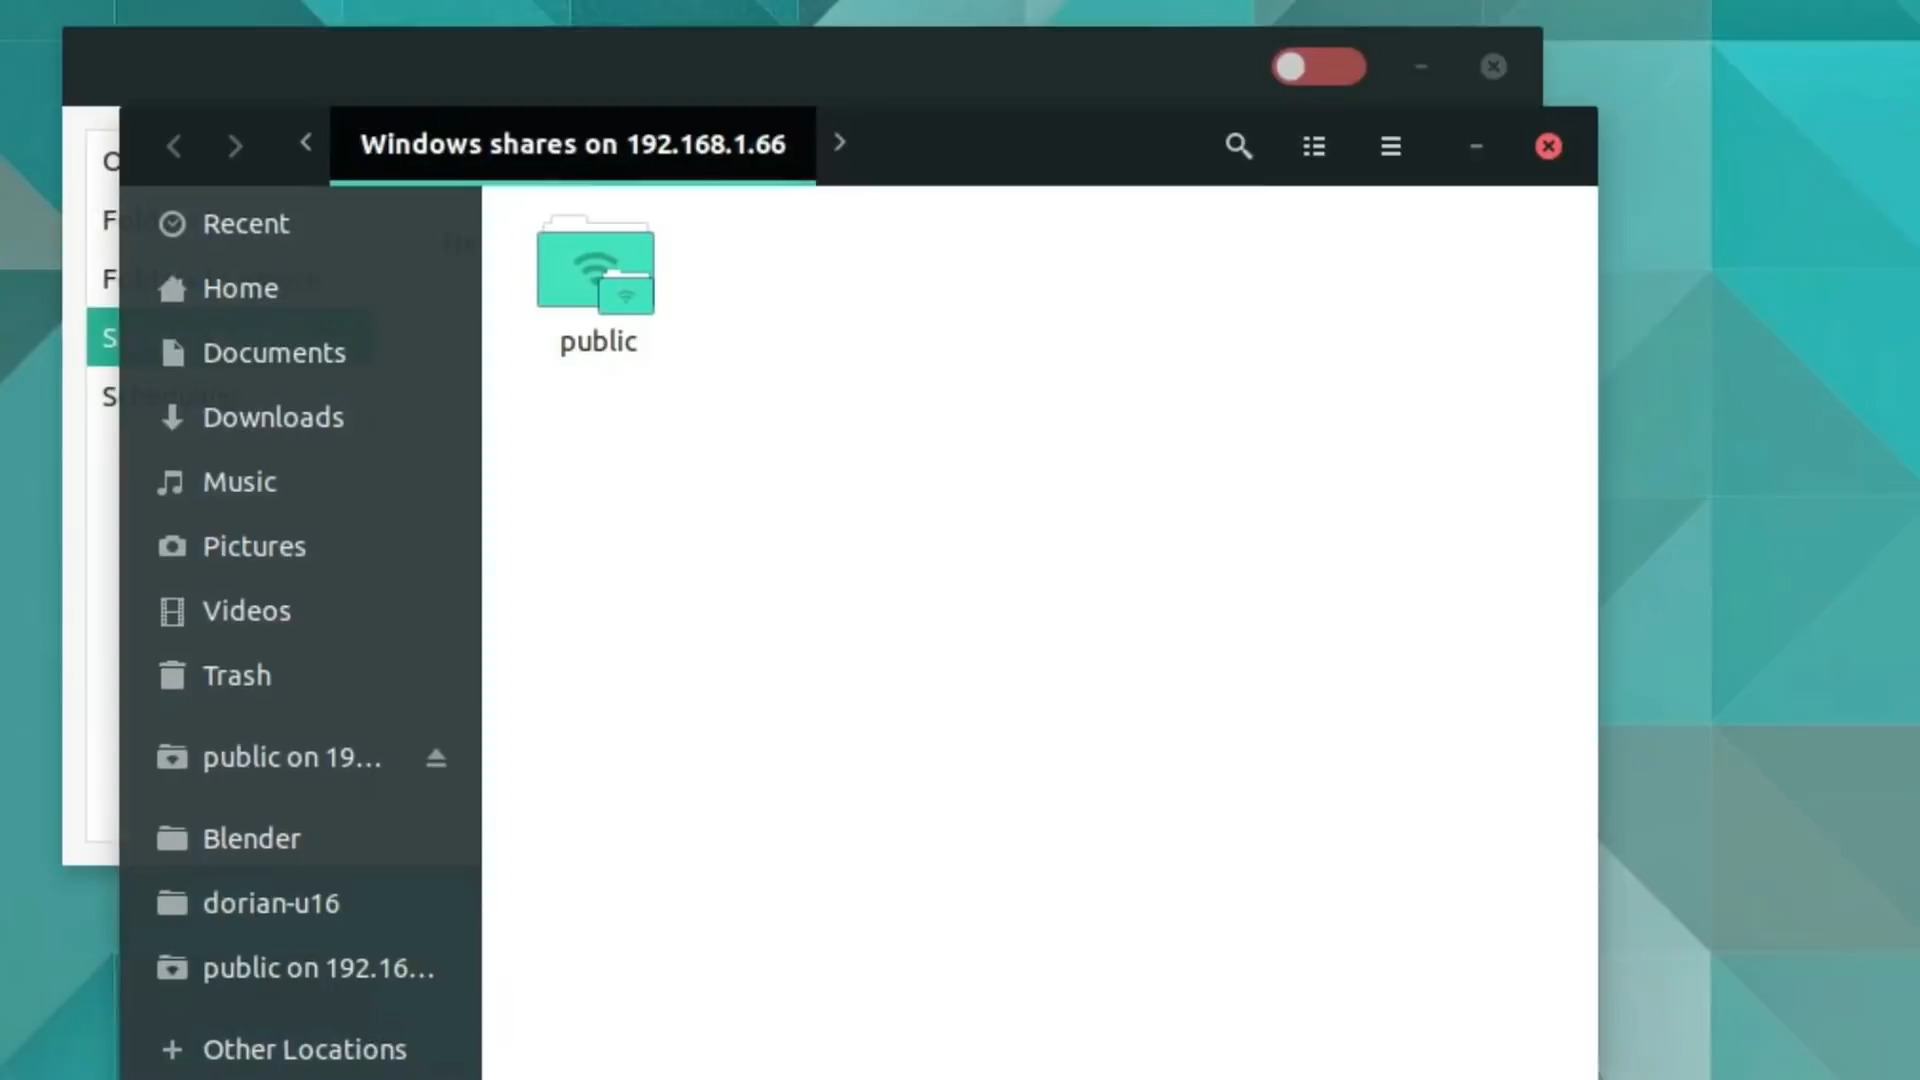 Windows shares on 192.168.1.66
Recent
Home
Documents
Downloads
Music
Pictures
Videos
Trash
public on 19...
Blender
dorian-u16
public on 192.16...
Other Locations
public